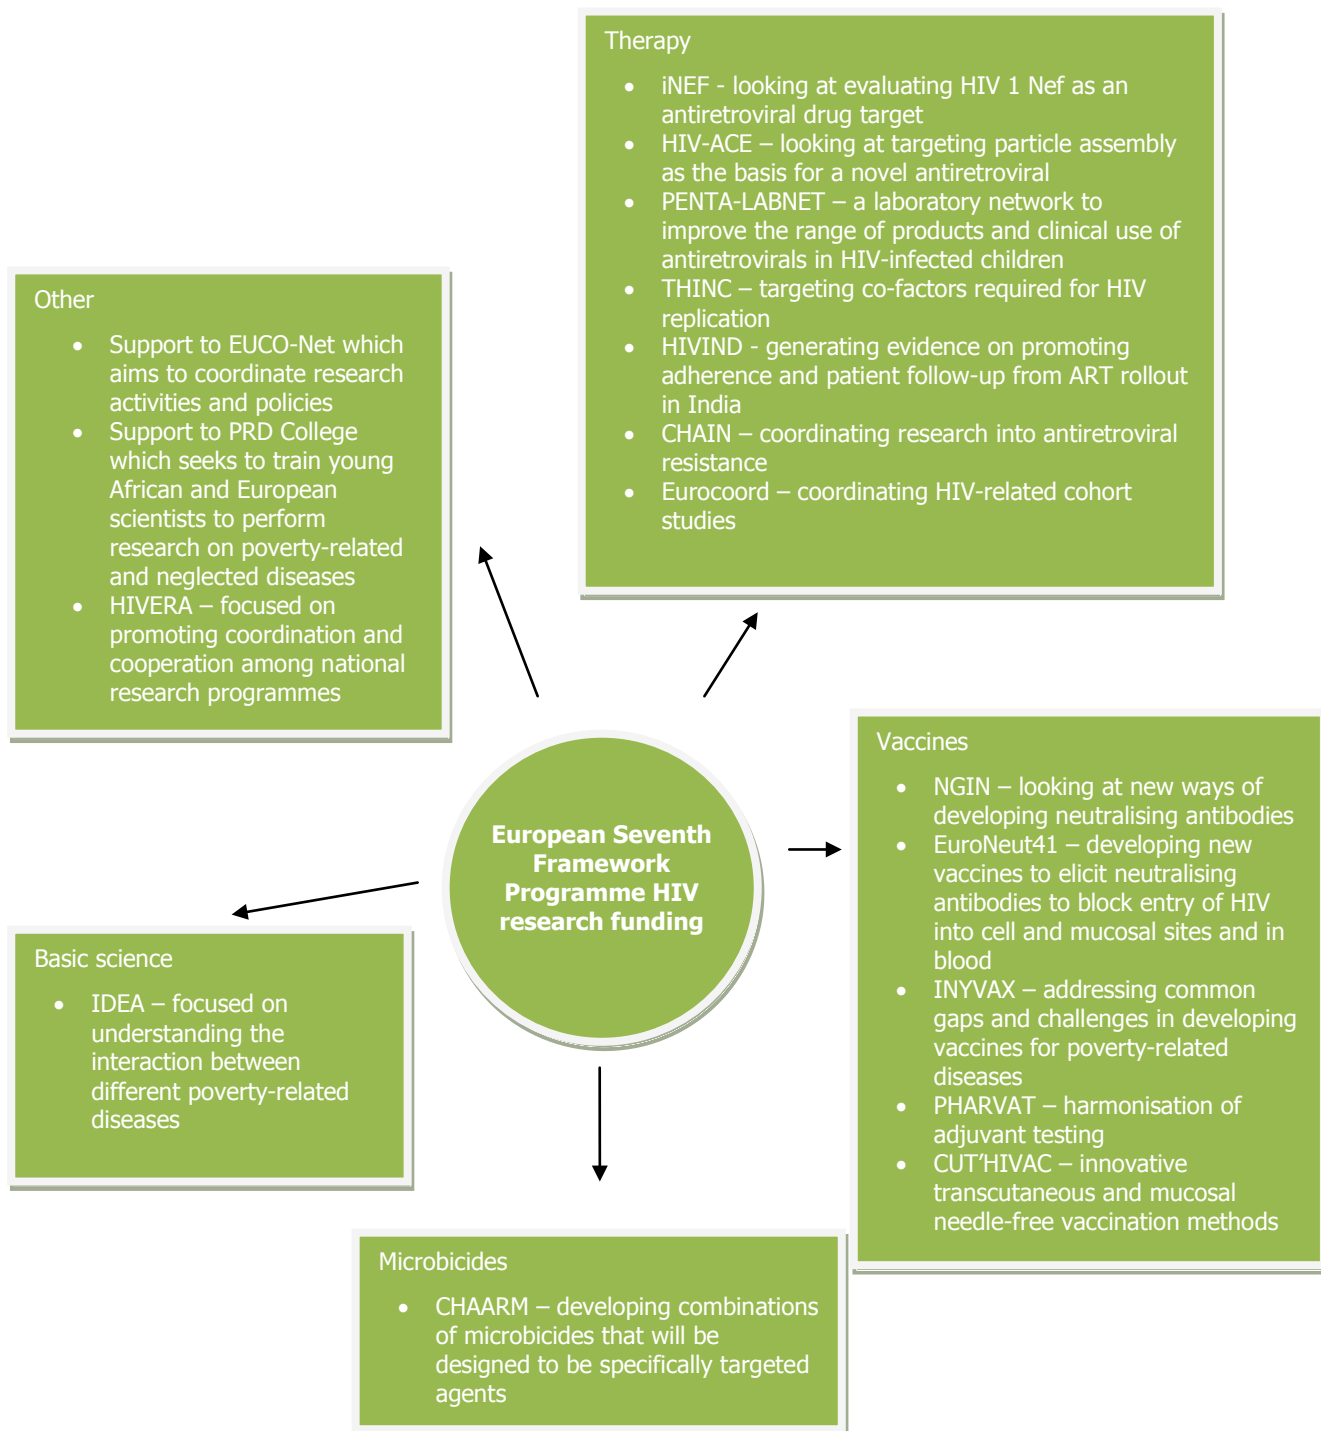 Therapy
• iNEF - looking at evaluating HIV 1 Nef as an
antiretroviral drug target
• HIV-ACE – looking at targeting particle assembly
as the basis for a novel antiretroviral
• PENTA-LABNET – a laboratory network to
improve the range of products and clinical use of
antiretrovirals in HIV-infected children
• THINC – targeting co-factors required for HIV
replication
• HIVIND - generating evidence on promoting
adherence and patient follow-up from ART rollout
in India
• CHAIN – coordinating research into antiretroviral
resistance
• Eurocoord – coordinating HIV-related cohort
studies
Other
• Support to EUCO-Net which
aims to coordinate research
activities and policies
• Support to PRD College
which seeks to train young
African and European
scientists to perform
research on poverty-related
and neglected diseases
• HIVERA – focused on
promoting coordination and
cooperation among national
research programmes
European Seventh
Framework
Programme HIV
research funding
Vaccines
• NGIN – looking at new ways of
developing neutralising antibodies
• EuroNeut41 – developing new
vaccines to elicit neutralising
antibodies to block entry of HIV
into cell and mucosal sites and in
blood
• INYVAX – addressing common
gaps and challenges in developing
vaccines for poverty-related
diseases
• PHARVAT – harmonisation of
adjuvant testing
• CUT’HIVAC – innovative
transcutaneous and mucosal
needle-free vaccination methods
Basic science
• IDEA – focused on
understanding the
interaction between
different poverty-related
diseases
Microbicides
• CHAARM – developing combinations
of microbicides that will be
designed to be specifically targeted
agents